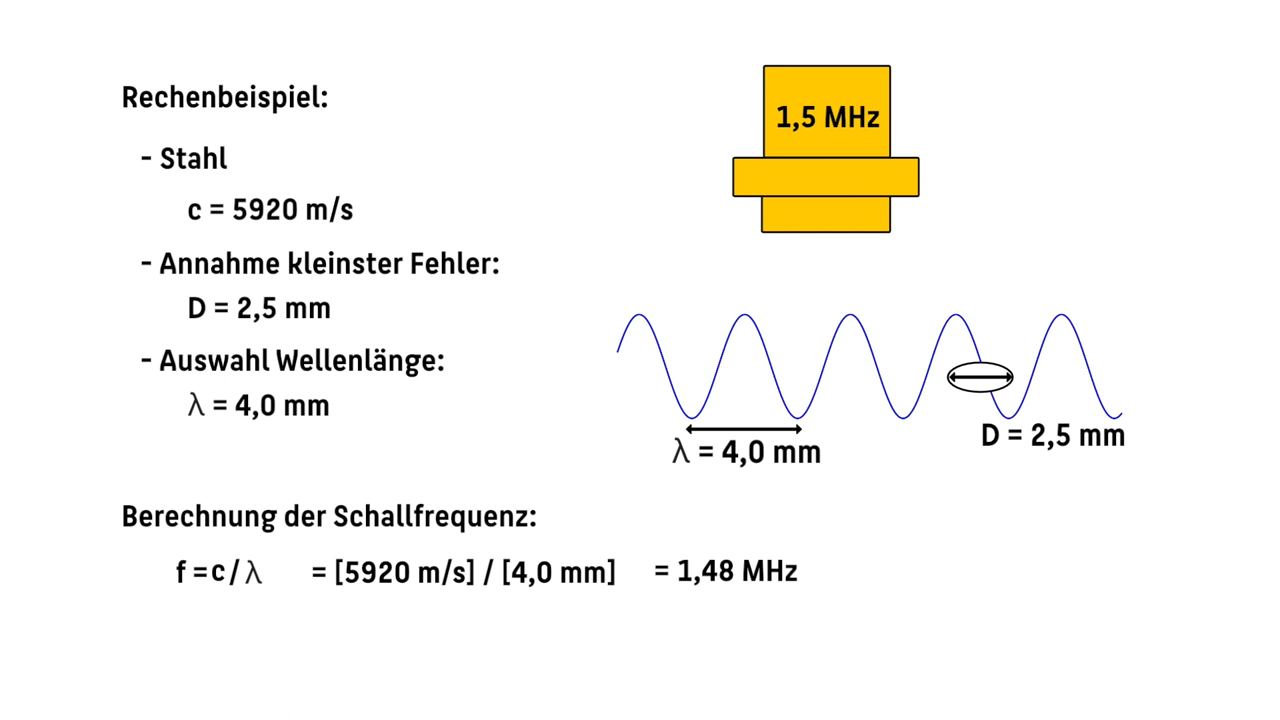 Rechenbeispiel:
- Stahl
c = 5920 m/s
- Annahme kleinster Fehler:
D = 2,5 mm
- Auswahl Wellenlänge:
λ = 4,0 mm
1,5 MHz
λ = 4,0 mm
D = 2,5 mm
Berechnung der Schallfrequenz:
f = c / λ = [5920 m/s] / [4,0 mm] = 1,48 MHz